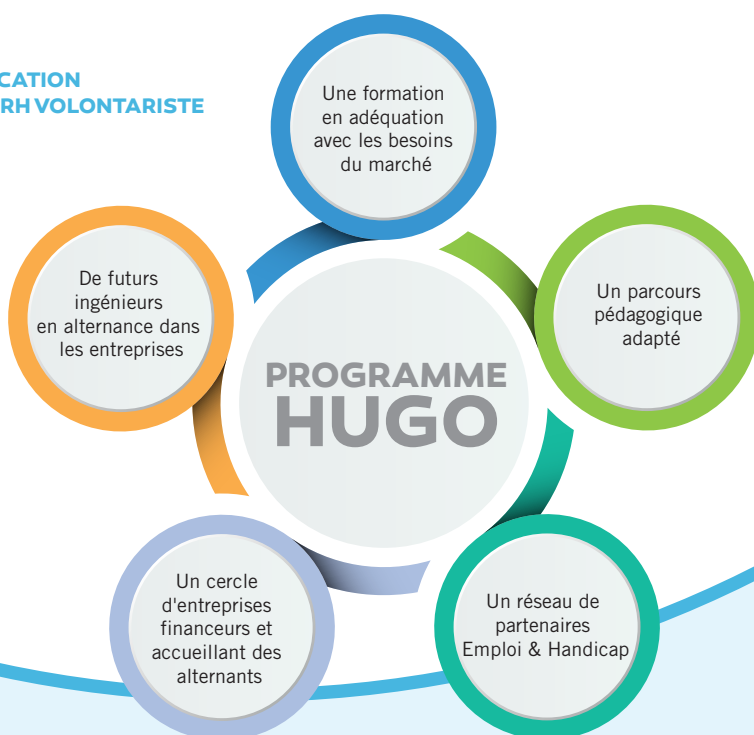 CATION
RH VOLONTARISTE
Une formation
en adéquation
avec les besoins
du marché
De futurs
ingénieurs
en alternance dans
les entreprises
Un parcours
pédagogique
adapté
PROGRAMME
HUGO
Un cercle
d'entreprises
financeurs et
accueillant des
alternants
Un réseau de
partenaires
Emploi & Handicap